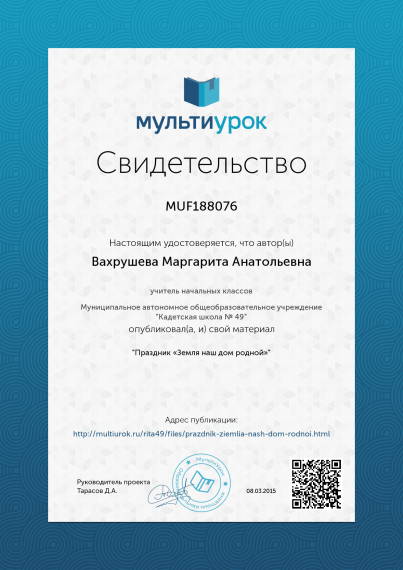 мультиурок
Свидетельство
MUF188076
Настоящим удостоверяется, что автор(ы)
Вахрушева Маргарита Анатольевна
учитель начальных классов
Муниципальное автономное общеобразовательное учреждение
"Кадетская школа № 49"
опубликовал(а, и) свой материал
"Праздник «Земля наш дом родной»"
Адрес публикации:
http://multiurok.ru/rita49/files/prazdnik-ziemlia-nash-dom-rodnoi.html
Руководитель проекта
Тарасов Д.А.
МультиУрок
08.03.2015